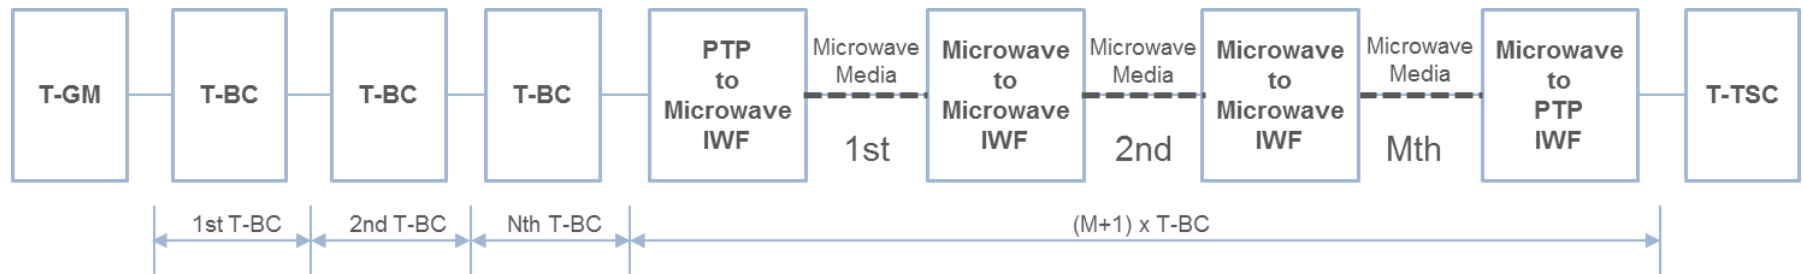 T-GM
T-BC
T-BC
T-BC
PTP
to
Microwave
IWF
Microwave
Media
1st
Microwave
to
Microwave
IWF
Microwave
Media
2nd
Microwave
to
Microwave
IWF
Microwave
Media
Mth
Microwave
to
PTP
IWF
T-TSC
1st T-BC
2nd T-BC
Nth T-BC
(M+1) x T-BC